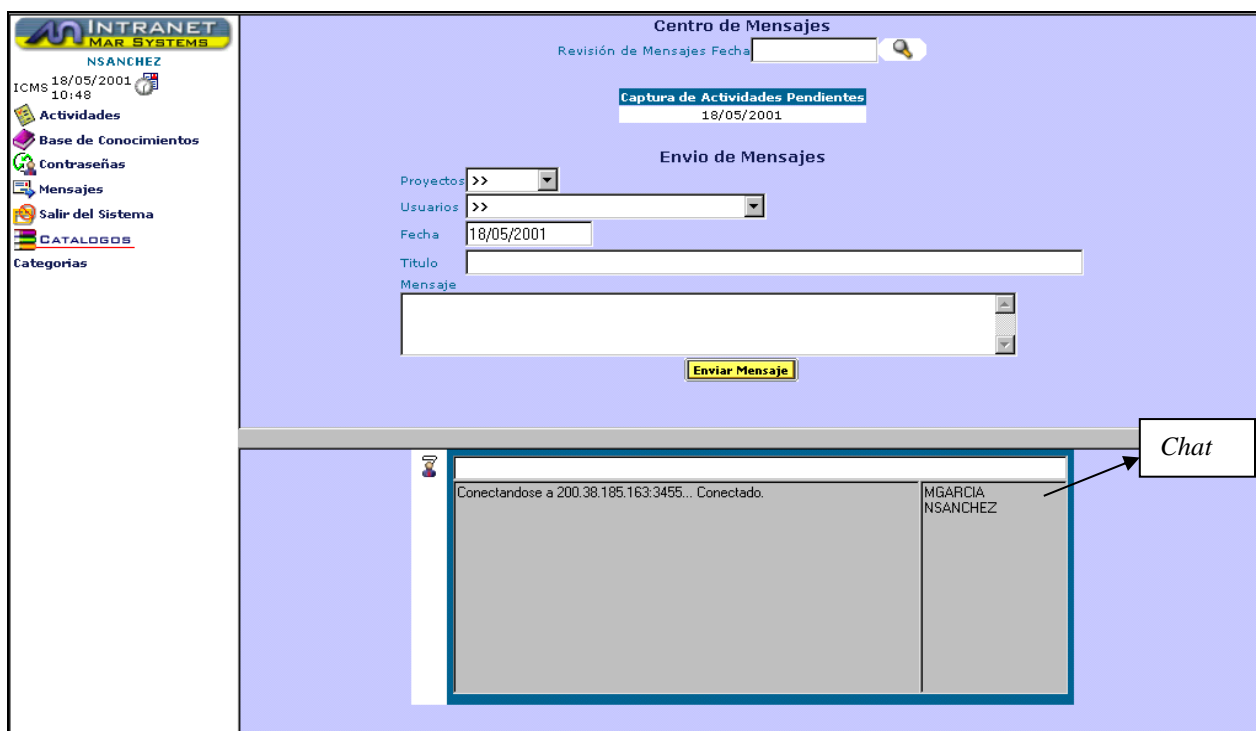 INTRANET
MAR SYSTEMS
NSANCHEZ
ICMS 18/05/2001
10:48
Actividades
Base de Conocimientos
Contraseñas
Mensajes
Salir del Sistema
CATALOGOS
Categorias
Centro de Mensajes
Revisión de Mensajes Fecha
Captura de Actividades Pendientes
18/05/2001
Envio de Mensajes
Proyectos >>
Usuarios >>
Fecha 18/05/2001
Titulo
Mensaje
Enviar Mensaje
Chat
Conectandose a 200.38.185.163:3455... Conectado.
MGARCIA
NSANCHEZ